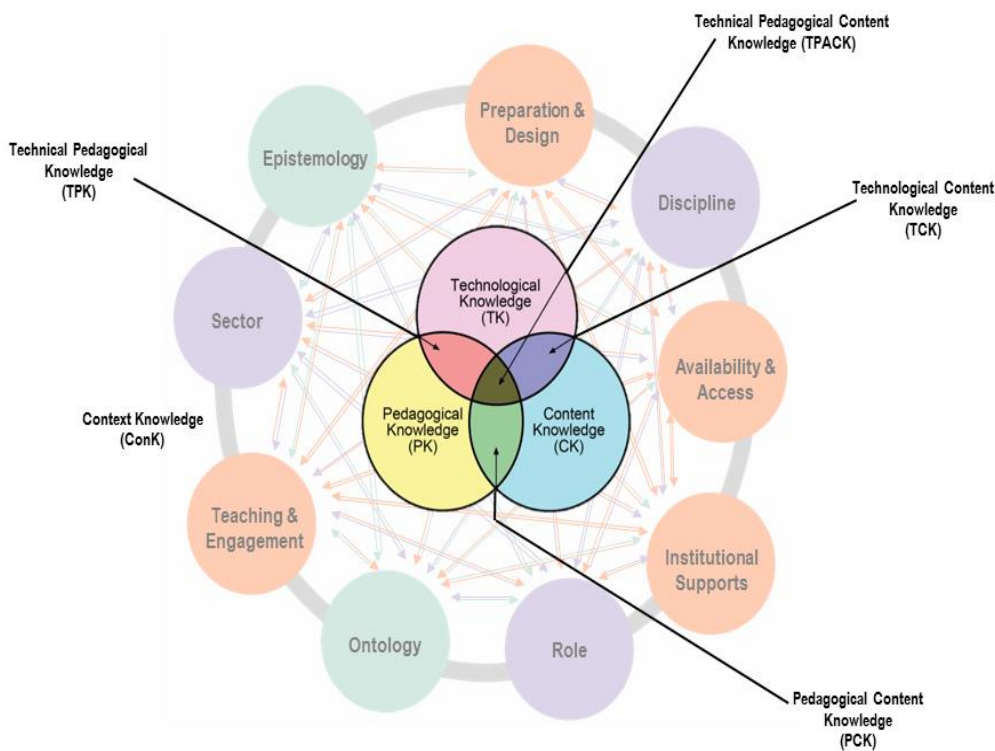 Technical Pedagogical Content
Knowledge (TPACK)
Preparation &
Design
Technical Pedagogical
Knowledge
(TPK)
Epistemology
Discipline
Technological Content
Knowledge
(TCK)
Technological
Knowledge
(TK)
Sector
Availability &
Access
Context Knowledge
(ConK)
Pedagogical
Knowledge
(PK)
Content
Knowledge
(CK)
Teaching &
Engagement
Institutional
Supports
Ontology
Role
Pedagogical Content
Knowledge
(PCK)